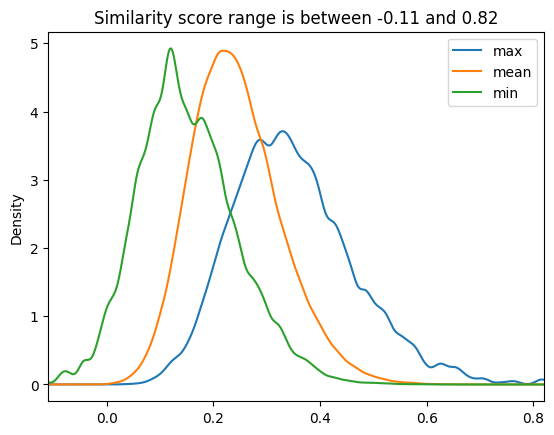 Similarity score range is between -0.11 and 0.82
max
mean
min
Density
5
4
3
2
1
0
0.0 0.2 0.4 0.6 0.8